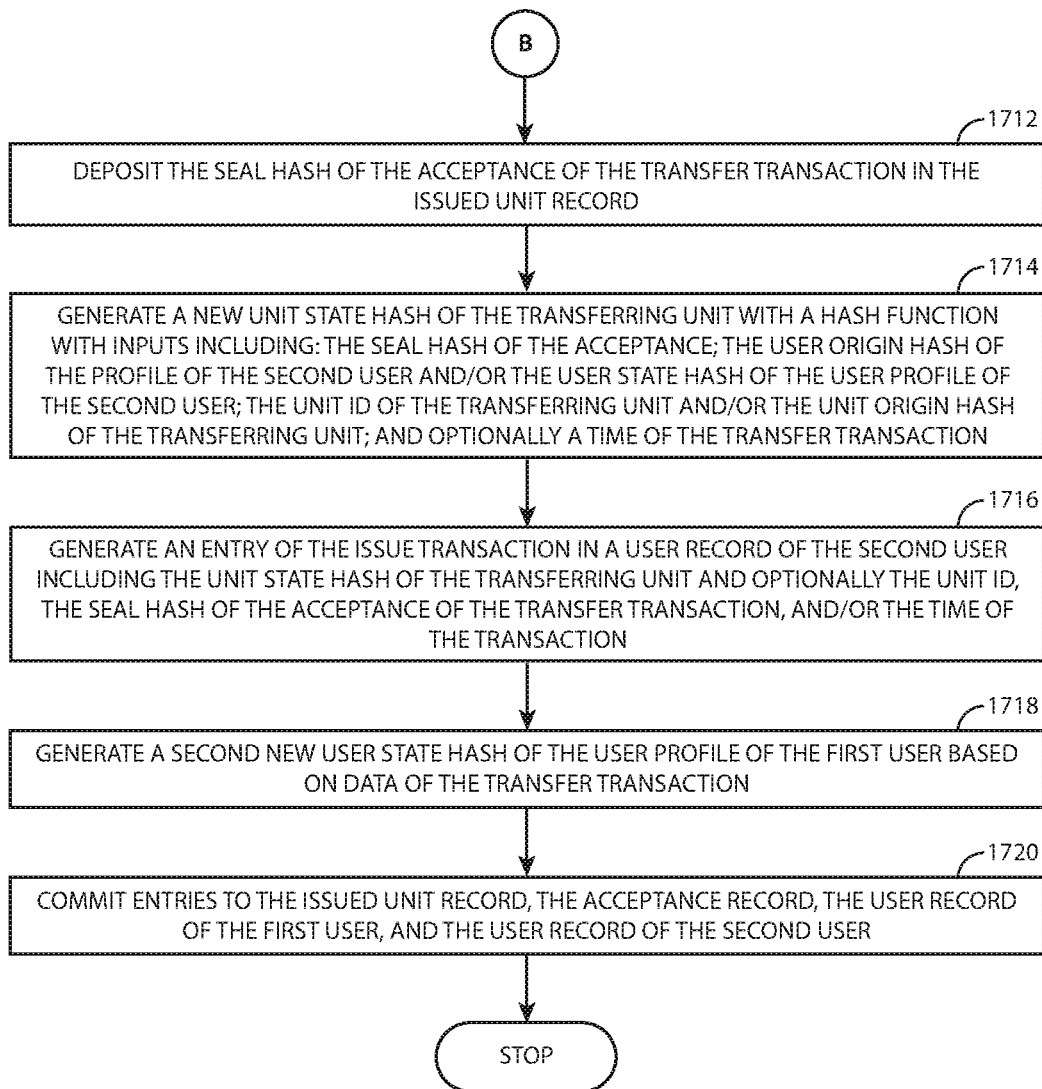 B
1712
DEPOSIT THE SEAL HASH OF THE ACCEPTANCE OF THE TRANSFER TRANSACTION IN THE
ISSUED UNIT RECORD
1714
GENERATE A NEW UNIT STATE HASH OF THE TRANSFERRING UNIT WITH A HASH FUNCTION
WITH INPUTS INCLUDING: THE SEAL HASH OF THE ACCEPTANCE; THE USER ORIGIN HASH OF
THE PROFILE OF THE SECOND USER AND/OR THE USER STATE HASH OF THE USER PROFILE OF
THE SECOND USER; THE UNIT ID OF THE TRANSFERRING UNIT AND/OR THE UNIT ORIGIN HASH
OF THE TRANSFERRING UNIT; AND OPTIONALLY A TIME OF THE TRANSFER TRANSACTION
1716
GENERATE AN ENTRY OF THE ISSUE TRANSACTION IN A USER RECORD OF THE SECOND USER
INCLUDING THE UNIT STATE HASH OF THE TRANSFERRING UNIT AND OPTIONALLY THE UNIT ID,
THE SEAL HASH OF THE ACCEPTANCE OF THE TRANSFER TRANSACTION, AND/OR THE TIME OF
THE TRANSACTION
1718
GENERATE A SECOND NEW USER STATE HASH OF THE USER PROFILE OF THE FIRST USER BASED
ON DATA OF THE TRANSFER TRANSACTION
1720
COMMIT ENTRIES TO THE ISSUED UNIT RECORD, THE ACCEPTANCE RECORD, THE USER RECORD
OF THE FIRST USER, AND THE USER RECORD OF THE SECOND USER
STOP